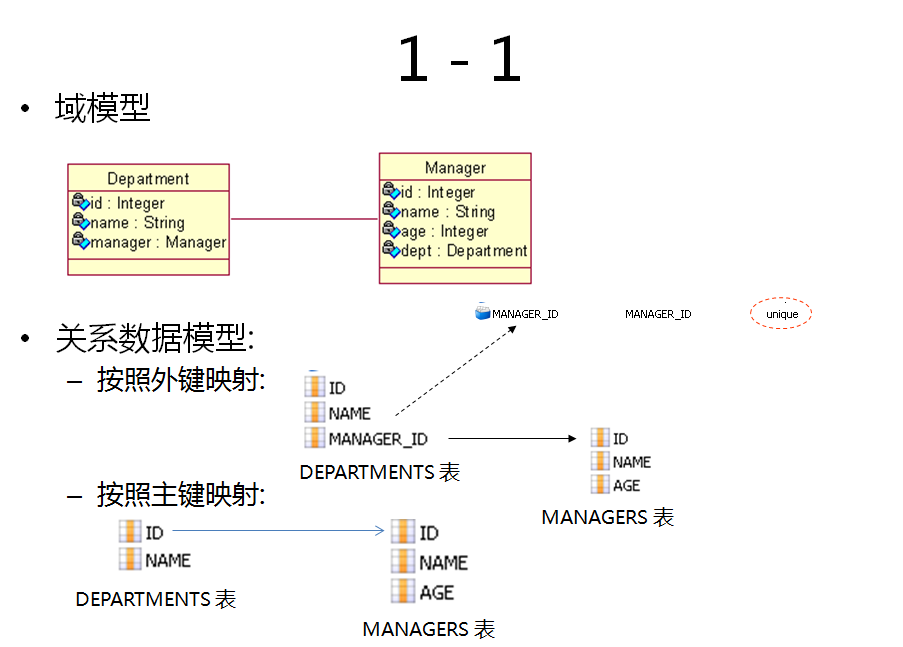 1 - 1
• 域模型
Department
id : Integer
name : String
manager : Manager
Manager
id : Integer
name : String
age : Integer
dept : Department
MANAGER_ID MANAGER_ID unique
• 关系数据模型:
– 按照外键映射:
ID
NAME
MANAGER_ID
DEPARTMENTS 表
ID
NAME
AGE
MANAGERS 表
– 按照主键映射:
ID
NAME
DEPARTMENTS 表
ID
NAME
AGE
MANAGERS 表